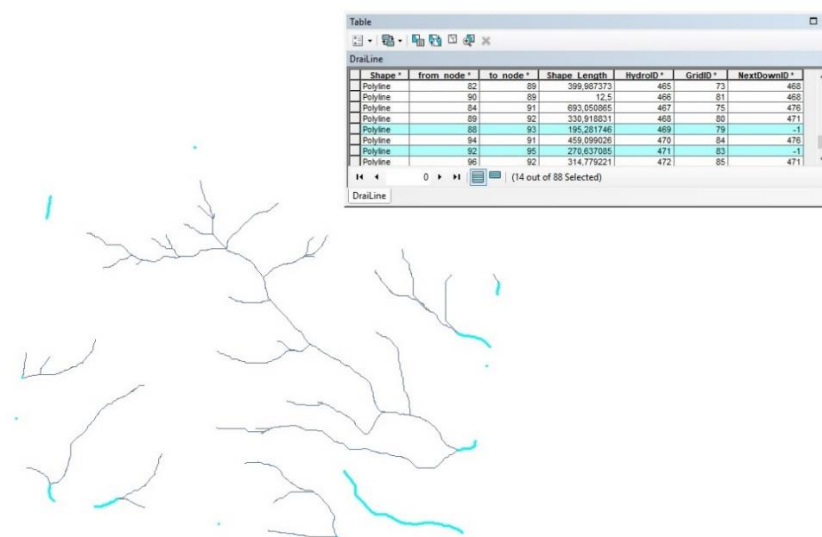 Table
DraiLine
Shape * from_node * to_node * Shape_Length HydroID * GridID * NextDownID *
Polyline 82 89 399,987373 465 73 468
Polyline 90 89 12,5 466 81 468
Polyline 84 91 693,050865 467 75 476
Polyline 89 92 330,918831 468 80 471
Polyline 88 93 195,281746 469 79 -1
Polyline 94 91 459,099026 470 84 476
Polyline 92 95 270,637085 471 83 -1
Polyline 96 92 314,779221 472 85 471
0 (14 out of 88 Selected)
DraiLine